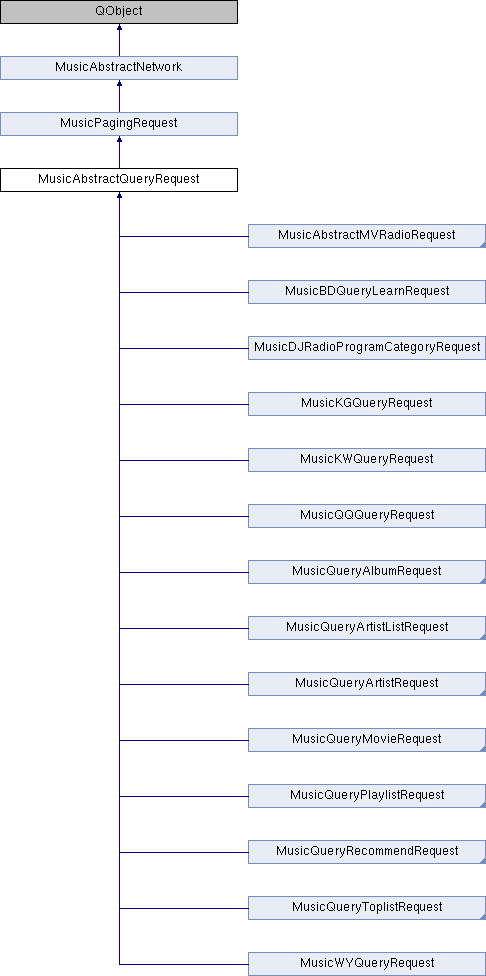 QObject
MusicAbstractNetwork
MusicPagingRequest
MusicAbstractQueryRequest
MusicAbstractMVRadioRequest
MusicBDQueryLearnRequest
MusicDJRadioProgramCategoryRequest
MusicKGQueryRequest
MusicKWQueryRequest
MusicQQQueryRequest
MusicQueryAlbumRequest
MusicQueryArtistListRequest
MusicQueryArtistRequest
MusicQueryMovieRequest
MusicQueryPlaylistRequest
MusicQueryRecommendRequest
MusicQueryToplistRequest
MusicWYQueryRequest